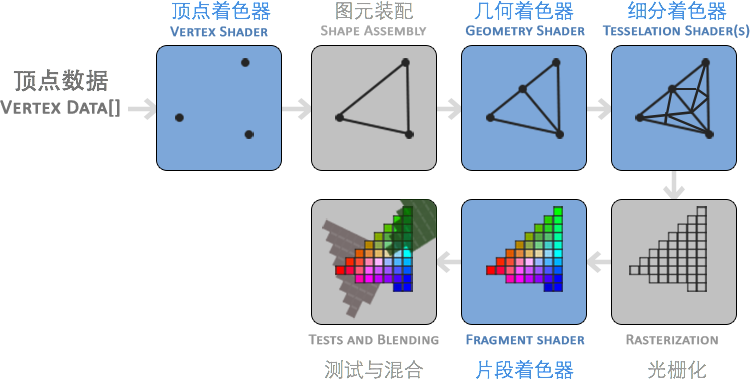 顶点着色器
VERTEX SHADER
图元装配
SHAPE ASSEMBLY
几何着色器
GEOMETRY SHADER
细分着色器
TESSELATION SHADER(S)
顶点数据
VERTEX DATA[]
TESTS AND BLENDING
测试与混合
FRAGMENT SHADER
片段着色器
RASTERIZATION
光栅化